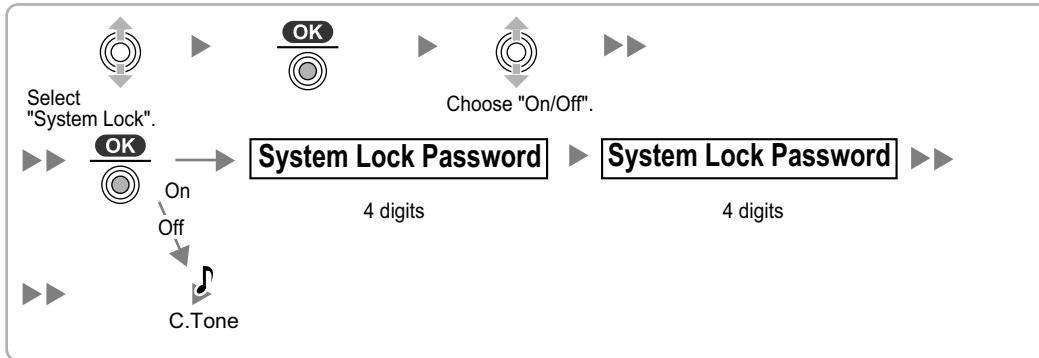 OK
Select
"System Lock".
Choose "On/Off".
OK
On
Off
System Lock Password
System Lock Password
4 digits
4 digits
C.Tone